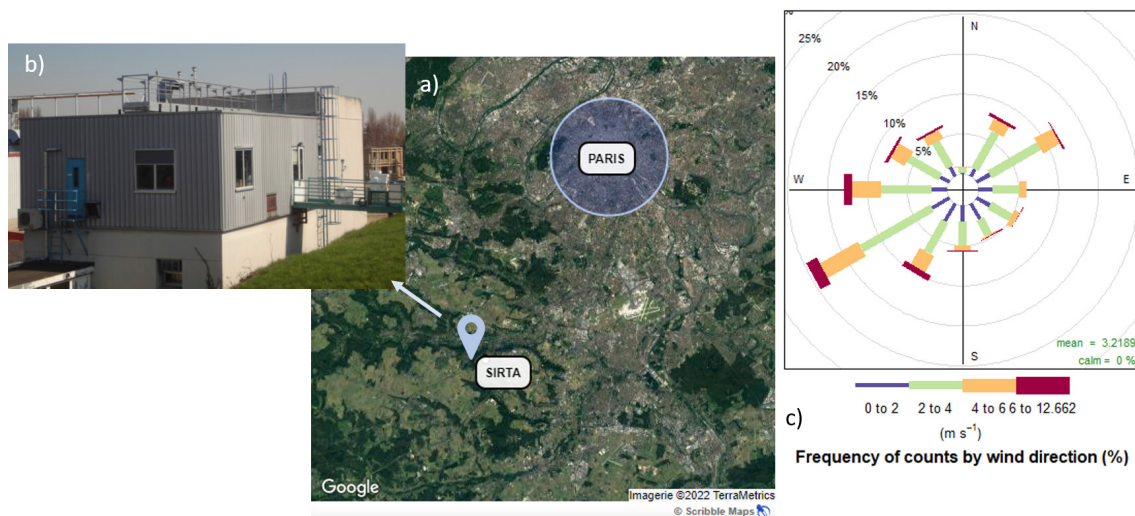 b)
a)
PARIS
SIRTA
Google
Imagerie ©2022 TerraMetrics
© Scribble Maps
N
25%
20%
15%
10%
5%
W
E
S
mean = 3.2189
calm = 0 %
0 to 2 2 to 4 4 to 6 6 to 12.662
(m s⁻¹)
c)
Frequency of counts by wind direction (%)